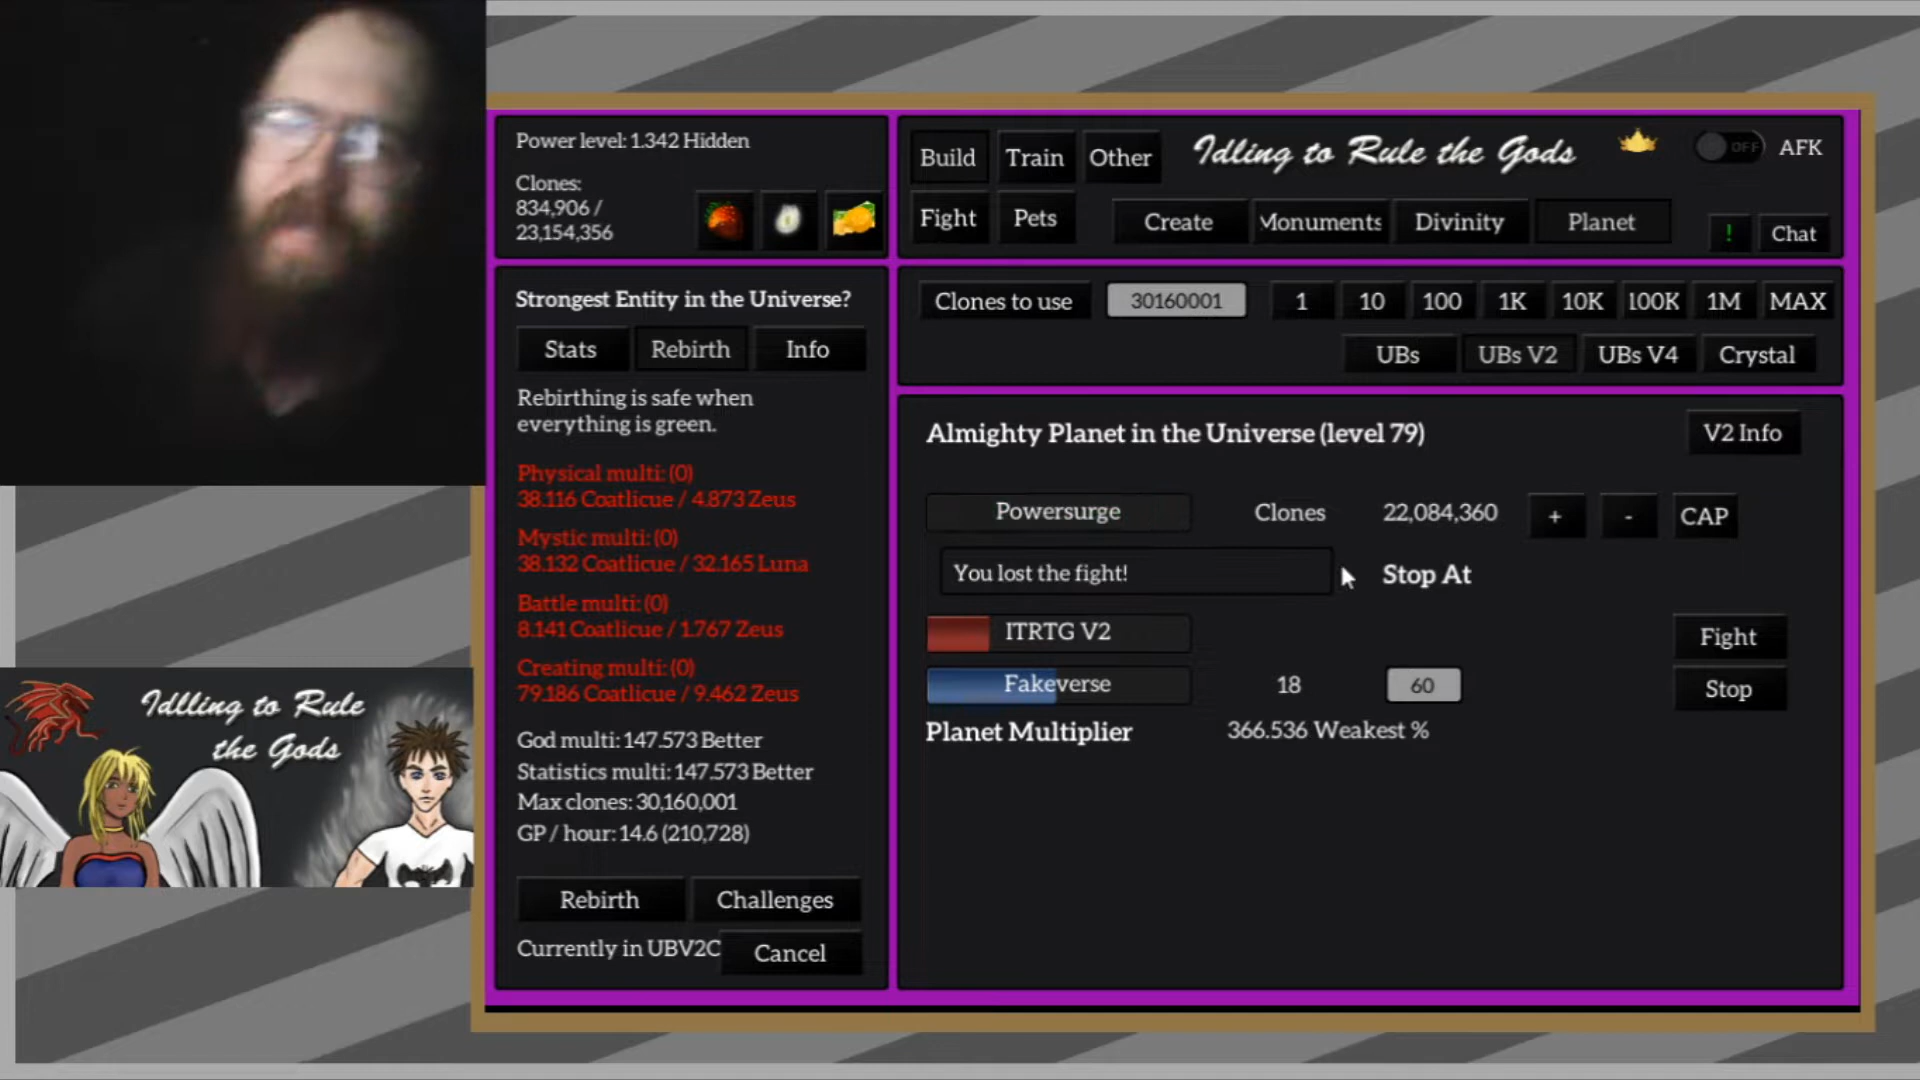 Power level: 1.342 Hidden
Clones:
834,906 /
23,154,356
Build
Train
Other
Idling to Rule the Gods
OFF
AFK
Fight
Pets
Create
Monuments
Divinity
Planet
!
Chat
Strongest Entity in the Universe?
Stats
Rebirth
Info
Rebirthing is safe when
everything is green.
Physical multi: (0)
38.116 Coatlicue / 4.873 Zeus
Mystic multi: (0)
38.132 Coatlicue / 32.165 Luna
Battle multi: (0)
8.141 Coatlicue / 1.767 Zeus
Creating multi: (0)
79.186 Coatlicue / 9.462 Zeus
God multi: 147.573 Better
Statistics multi: 147.573 Better
Max clones: 30,160,001
GP / hour: 14.6 (210,728)
Rebirth
Challenges
Currently in UBV2C
Cancel
Clones to use
30160001
1
10
100
1K
10K
100K
1M
MAX
UBs
UBs V2
UBs V4
Crystal
Almighty Planet in the Universe (level 79)
V2 Info
Powersurge
Clones
22,084,360
+
-
CAP
You lost the fight!
Stop At
ITRTG V2
Fight
Fakeverse
18
60
Stop
Planet Multiplier
366.536 Weakest %
Idlling to Rule
the Gods